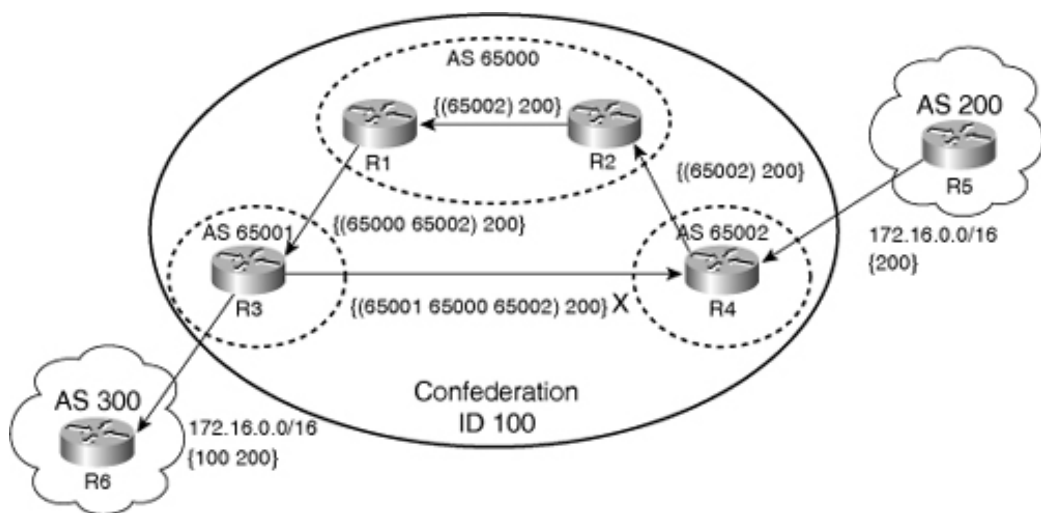 AS 65000
{(65002) 200}
R1
R2
AS 200
R5
{(65002) 200}
172.16.0.0/16
{200}
{(65000 65002) 200}
AS 65001
R3
AS 65002
R4
{(65001 65000 65002) 200} X
Confederation
ID 100
AS 300
R6
172.16.0.0/16
{100 200}